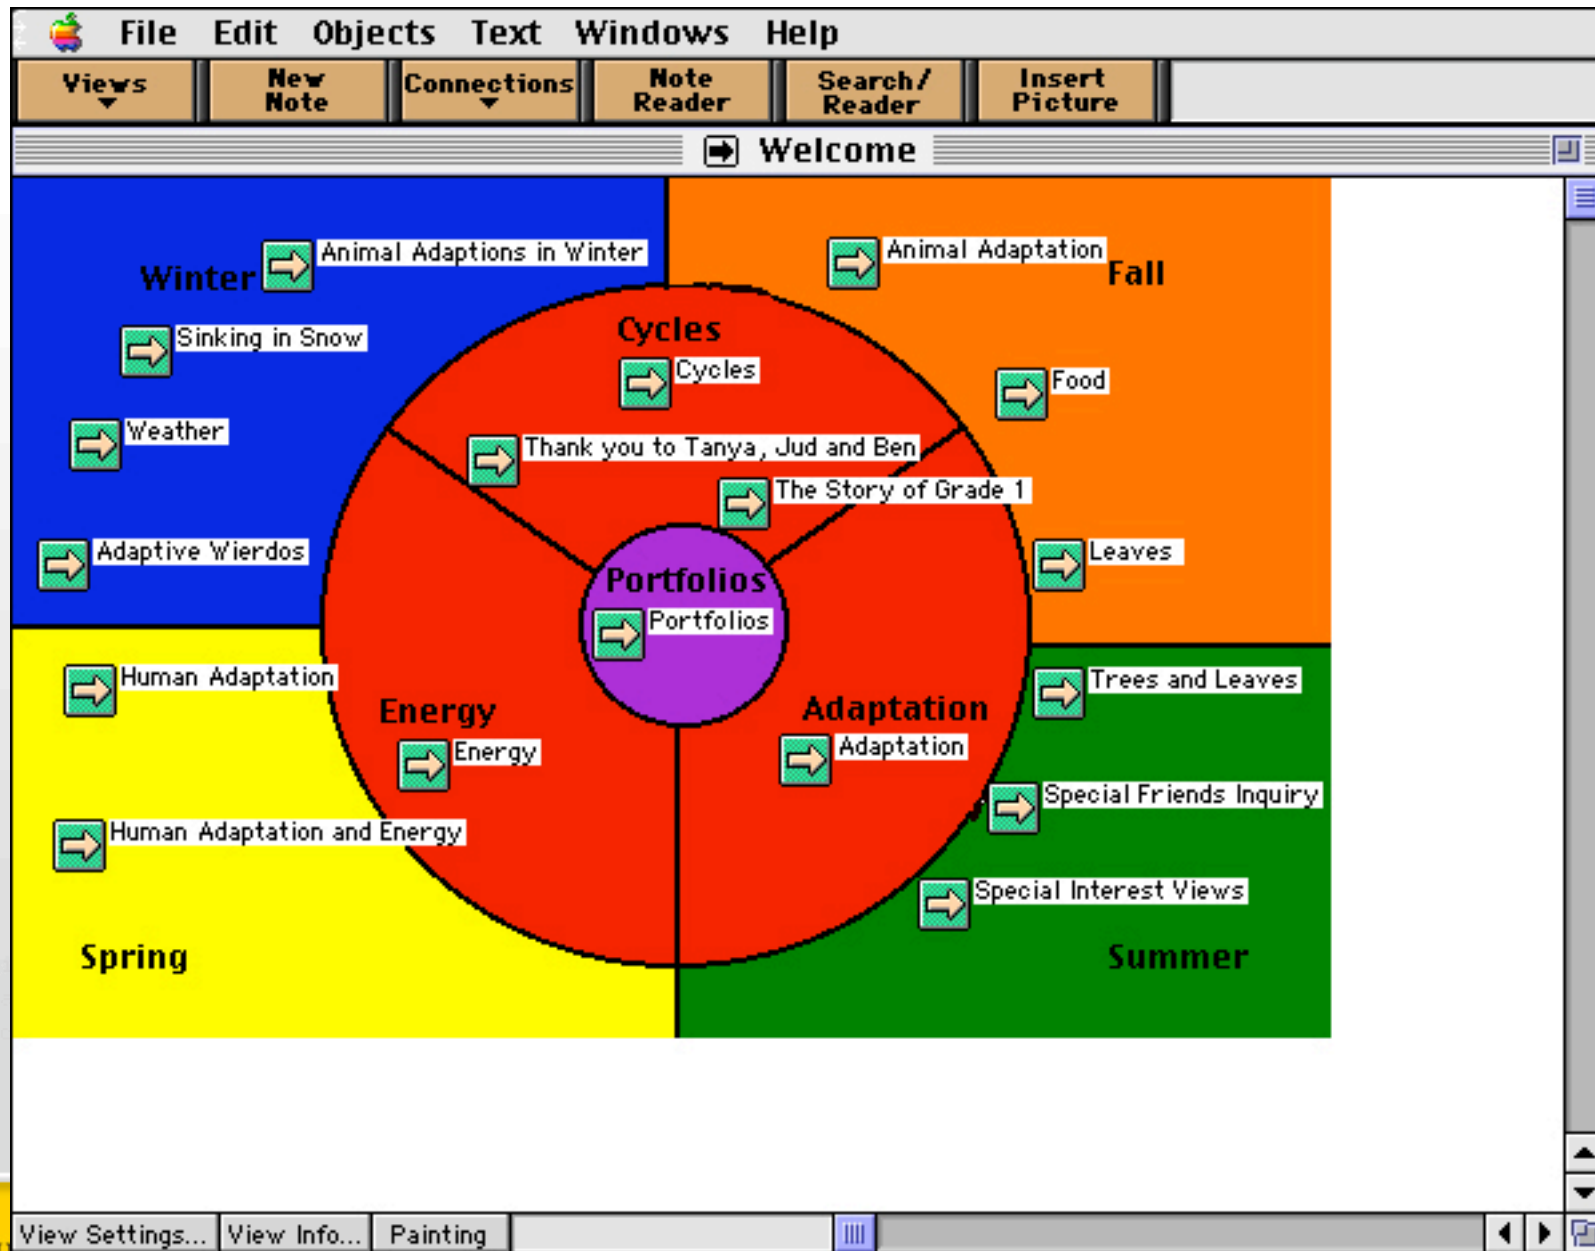 File Edit Objects Text Windows Help
Views
New
Note
Connections
Note
Reader
Search/
Reader
Insert
Picture
Welcome
Winter
Animal Adaptions in Winter
Sinking in Snow
Weather
Adaptive Wierdos
Animal Adaptation
Fall
Food
Leaves
Cycles
Cycles
Thank you to Tanya, Jud and Ben
The Story of Grade 1
Portfolios
Portfolios
Energy
Energy
Adaptation
Adaptation
Human Adaptation
Human Adaptation and Energy
Spring
Trees and Leaves
Special Friends Inquiry
Special Interest Views
Summer
View Settings... View Info... Painting